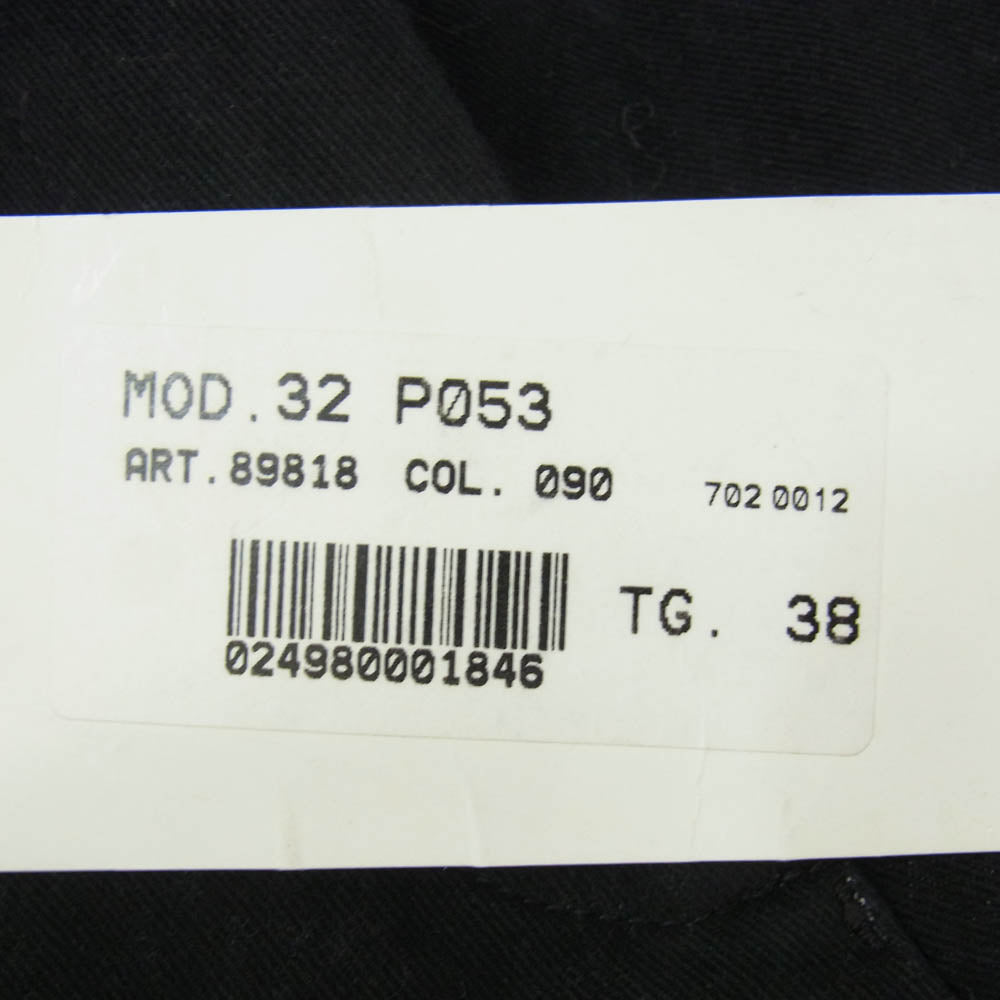 MOD.32 P053
ART.89818 COL. 090 702 0012
TG. 38
024980001846